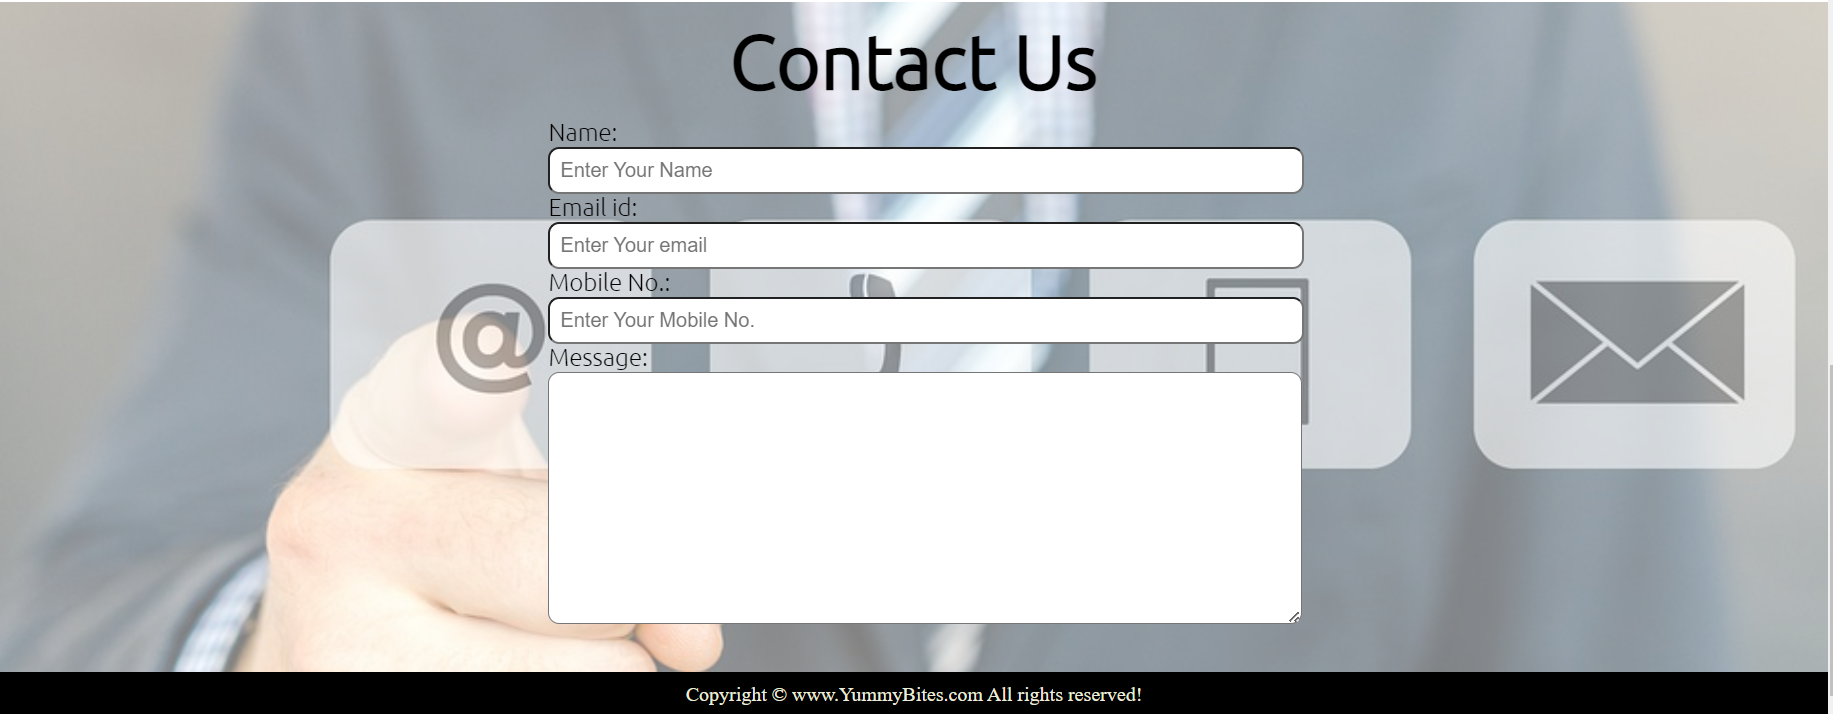 Contact Us
Name:
Enter Your Name
Email id:
Enter Your email
Mobile No.:
Enter Your Mobile No.
Message:
@
Copyright © www.YummyBites.com All rights reserved!